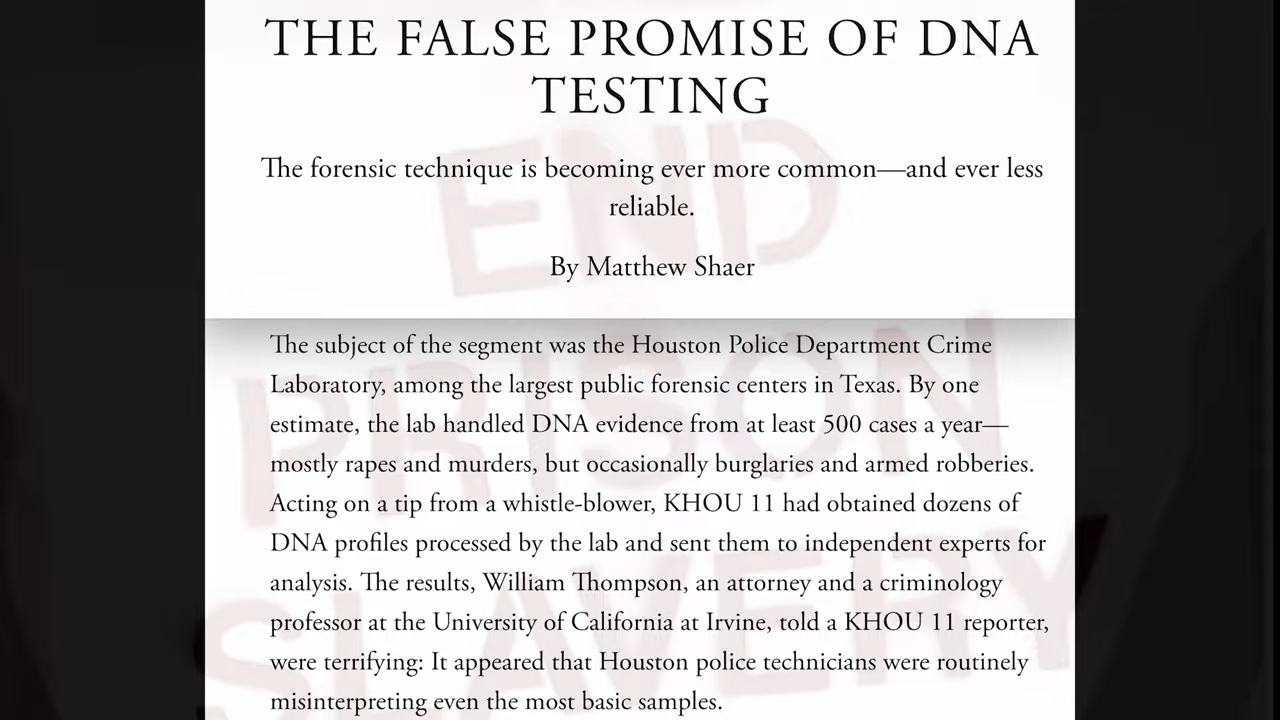 THE FALSE PROMISE OF DNA
TESTING
The forensic technique is becoming ever more common—and ever less
reliable.
By Matthew Shaer
The subject of the segment was the Houston Police Department Crime
Laboratory, among the largest public forensic centers in Texas. By one
estimate, the lab handled DNA evidence from at least 500 cases a year—
mostly rapes and murders, but occasionally burglaries and armed robberies.
Acting on a tip from a whistle-blower, KHOU 11 had obtained dozens of
DNA profiles processed by the lab and sent them to independent experts for
analysis. The results, William Thompson, an attorney and a criminology
professor at the University of California at Irvine, told a KHOU 11 reporter,
were terrifying: It appeared that Houston police technicians were routinely
misinterpreting even the most basic samples.
END
PRISON
SLAVERY